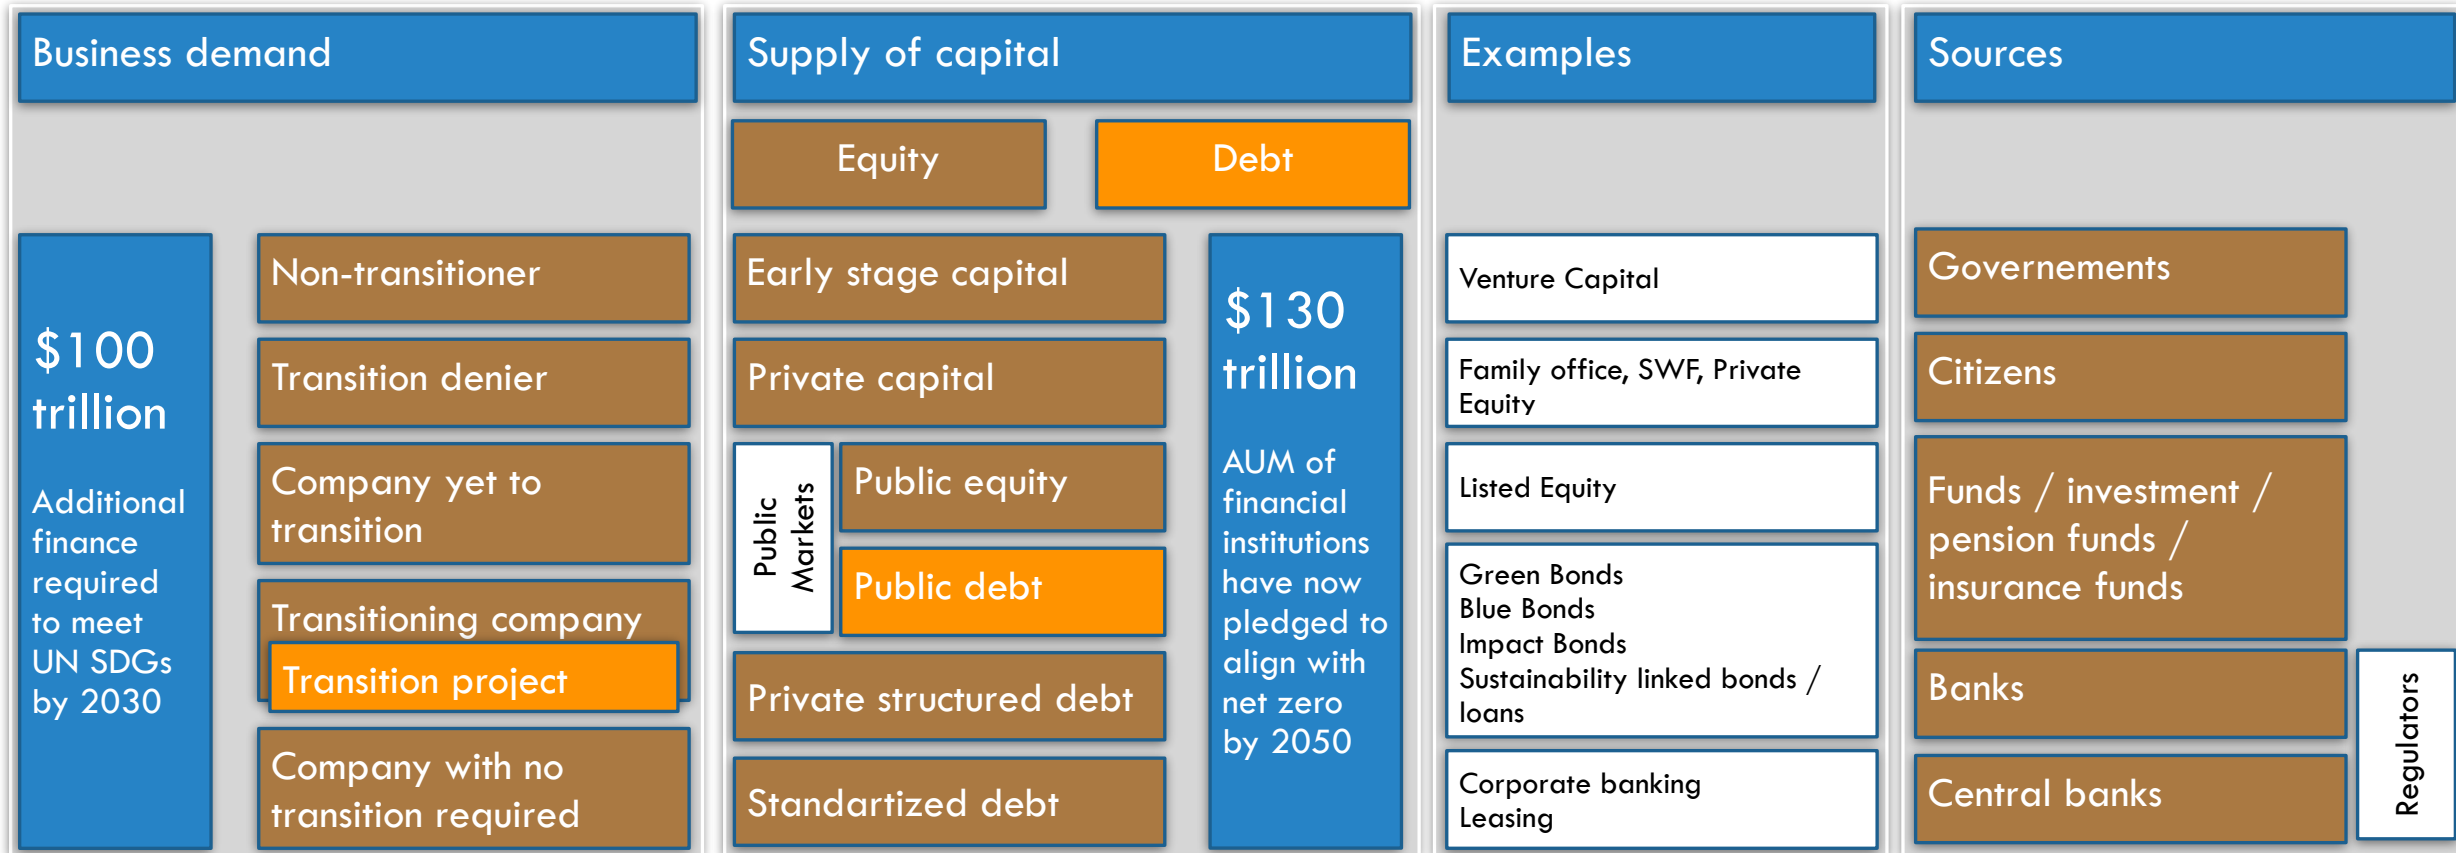 Business demand
$100
trillion
Additional
finance
required
to meet
UN SDGs
by 2030
Non-transitioner
Transition denier
Company yet to
transition
Transitioning company
Transition project
Company with no
transition required
Supply of capital
Equity
Debt
Early stage capital
Private capital
Public
Markets
Public equity
Public debt
Private structured debt
Standartized debt
$130
trillion
AUM of
financial
institutions
have now
pledged to
align with
net zero
by 2050
Examples
Venture Capital
Family office, SWF, Private
Equity
Listed Equity
Green Bonds
Blue Bonds
Impact Bonds
Sustainability linked bonds /
loans
Corporate banking
Leasing
Sources
Governements
Citizens
Funds / investment /
pension funds /
insurance funds
Banks
Central banks
Regulators